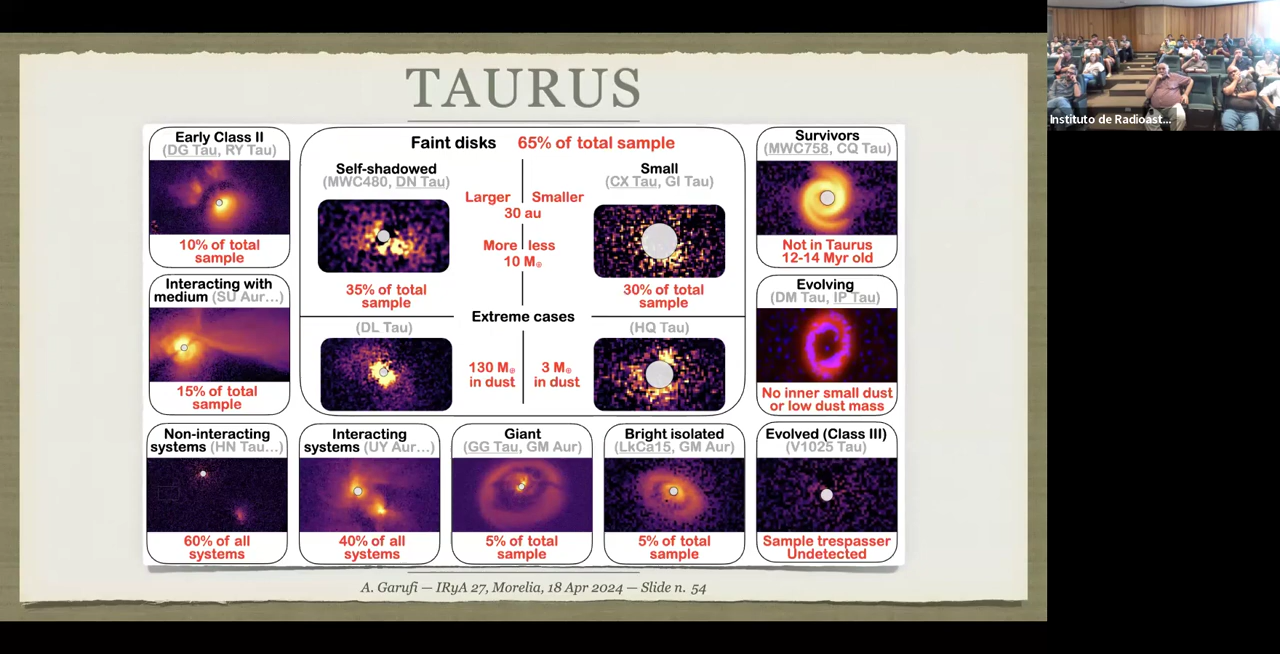 TAURUS
Early Class II
(DG Tau, RY Tau)
10% of total
sample
Interacting with
medium (SU Aur...)
15% of total
sample
Faint disks 65% of total sample
Self-shadowed
(MWC480, DN Tau)
35% of total
sample
Larger Smaller
30 au
More less
10 M⊕
Small
(CX Tau, GI Tau)
30% of total
sample
Extreme cases
(DL Tau)
130 M⊕
in dust
3 M⊕
in dust
(HQ Tau)
Survivors
(MWC758, CQ Tau)
Not in Taurus
12-14 Myr old
Evolving
(DM Tau, IP Tau)
No inner small dust
or low dust mass
Non-interacting
systems (HN Tau...)
60% of all
systems
Interacting
systems (UY Aur...)
40% of all
systems
Giant
(GG Tau, GM Aur)
5% of total
sample
Bright isolated
(LkCa15, GM Aur)
5% of total
sample
Evolved (Class III)
(V1025 Tau)
Sample trespasser
Undetected
A. Garufi — IRyA 27, Morelia, 18 Apr 2024 — Slide n. 54
Instituto de Radioast...